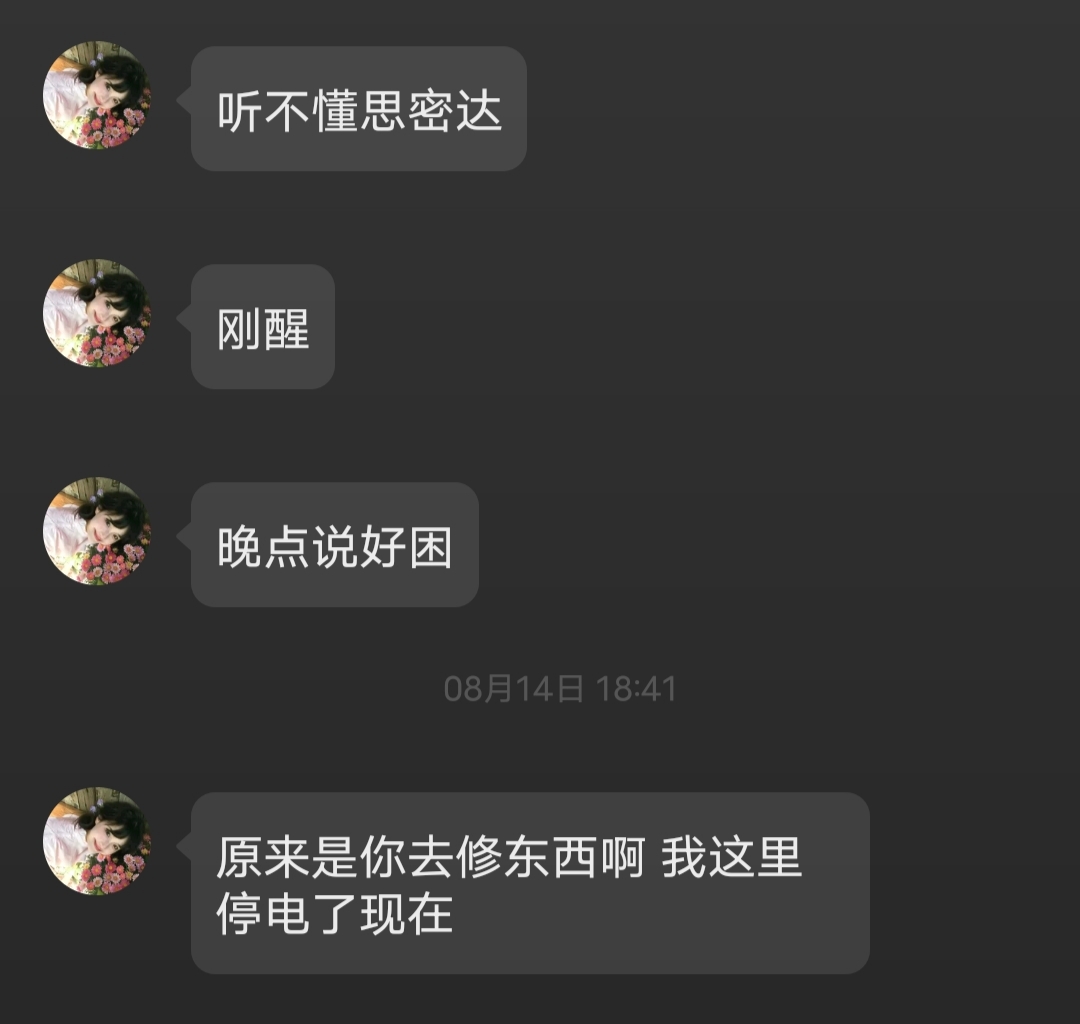 听不懂思密达
刚醒
晚点说好困
08月14日 18:41
原来是你去修东西啊 我这里
停电了现在